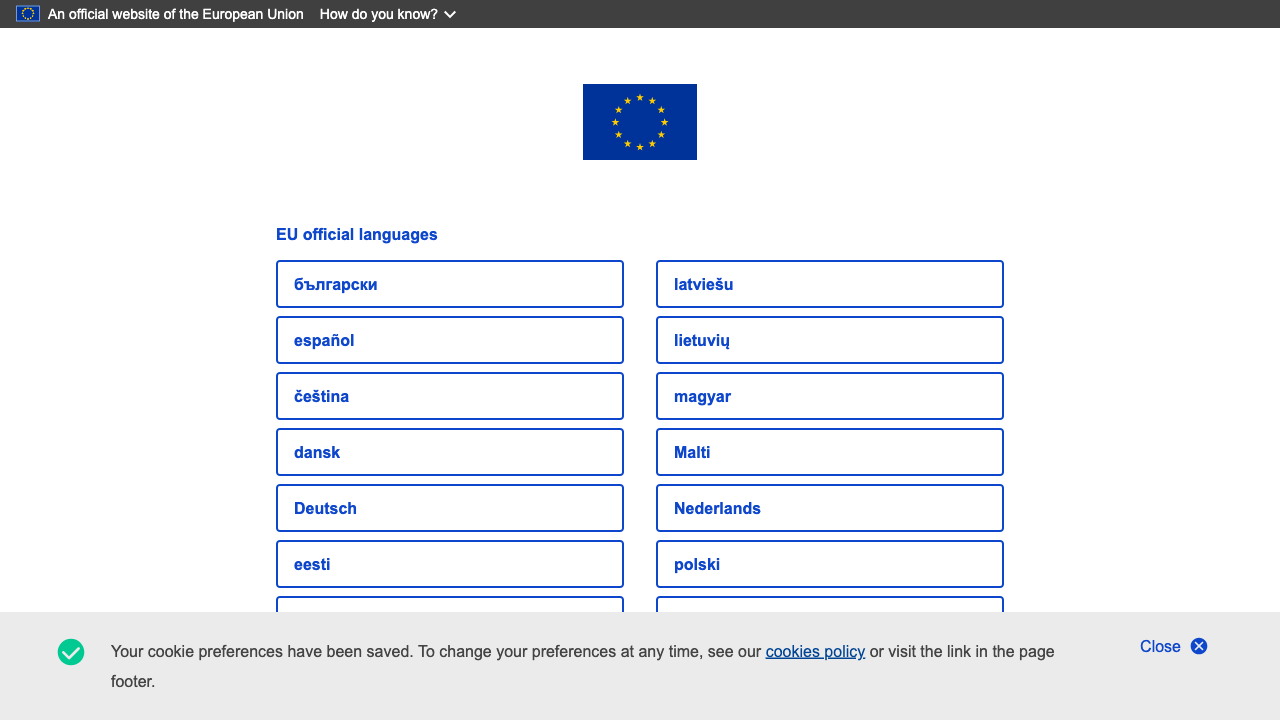 An official website of the European Union How do you know?
EU official languages
български
latviešu
español
lietuvių
čeština
magyar
dansk
Malti
Deutsch
Nederlands
eesti
polski
Your cookie preferences have been saved. To change your preferences at any time, see our cookies policy or visit the link in the page
footer.
Close